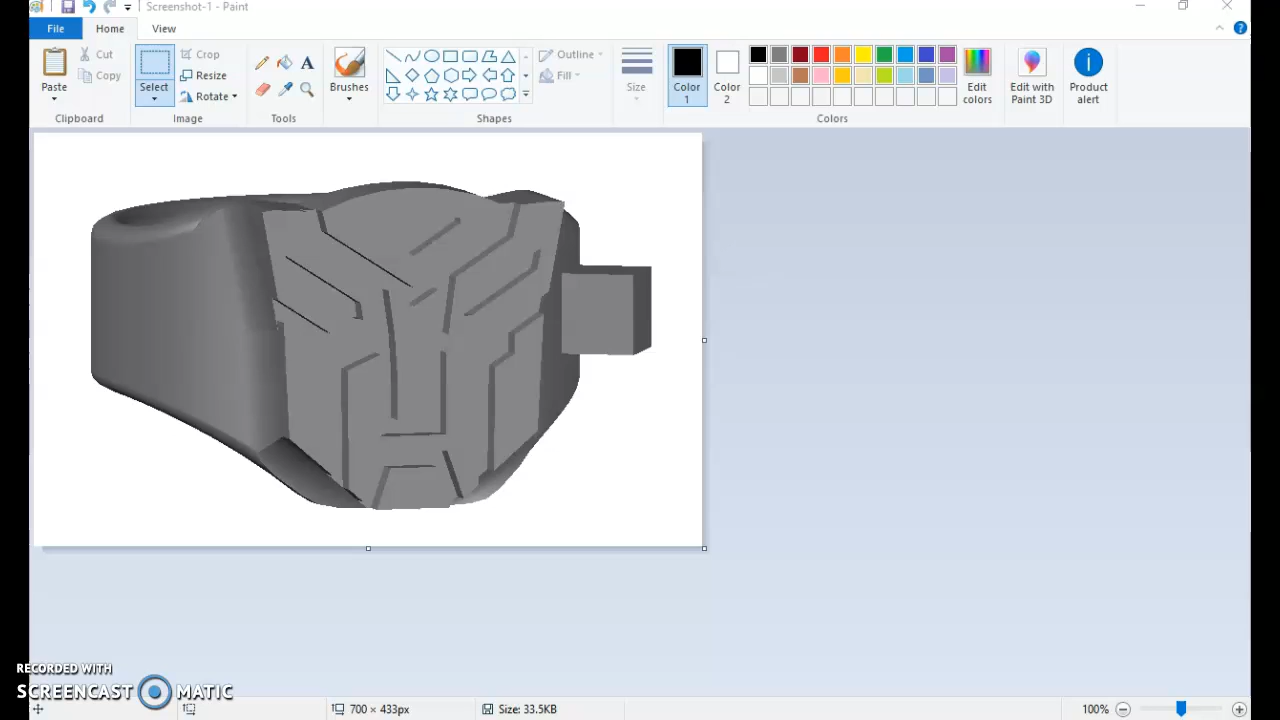 Screenshot-1 - Paint
File Home View
Paste
Cut
Copy
Clipboard
Select
Crop
Resize
Rotate
Image
A
Tools
Brushes
Outline
Fill
Shapes
Size
Color
1
Color
2
Edit
colors
Colors
Edit with
Paint 3D
Product
alert
RECORDED WITH
SCREENCAST MATIC
700 × 433px
Size: 33.5KB
100%